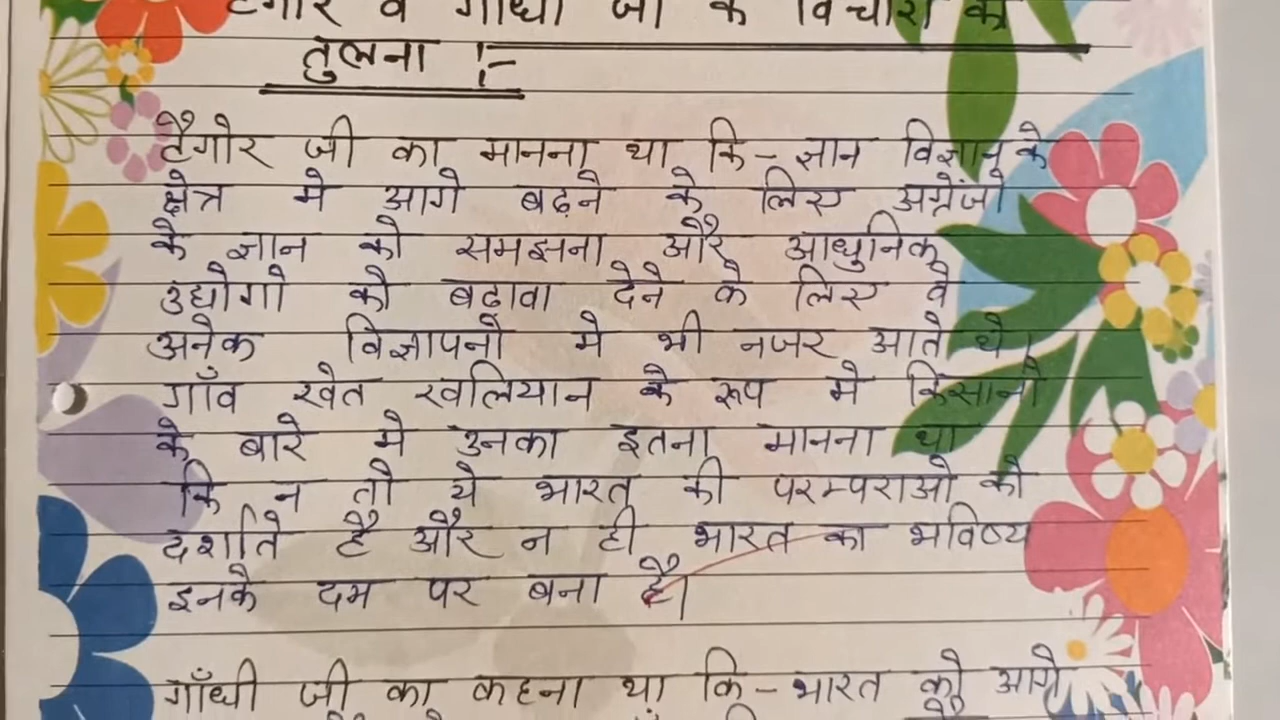 टैगोर व गाँधी जी के विचारों की
तुलना :-
टैगोर जी का मानना था कि - ज्ञान विज्ञान के
क्षेत्र मे आगे बढ़ने के लिए अंग्रेजो
के ज्ञान को समझना और आधुनिक
उद्योगो को बढ़ावा देने के लिए वे
अनेक विज्ञापनो मे भी नजर आते थे।
गाँव खेत खलियान के रूप मे किसानो
के बारे मे उनका इतना मानना था
कि न तो ये भारत की परम्पराओ को
दर्शाते है और न ही भारत का भविष्य
इनके दम पर बना है।
गाँधी जी का कहना था कि - भारत को आगे